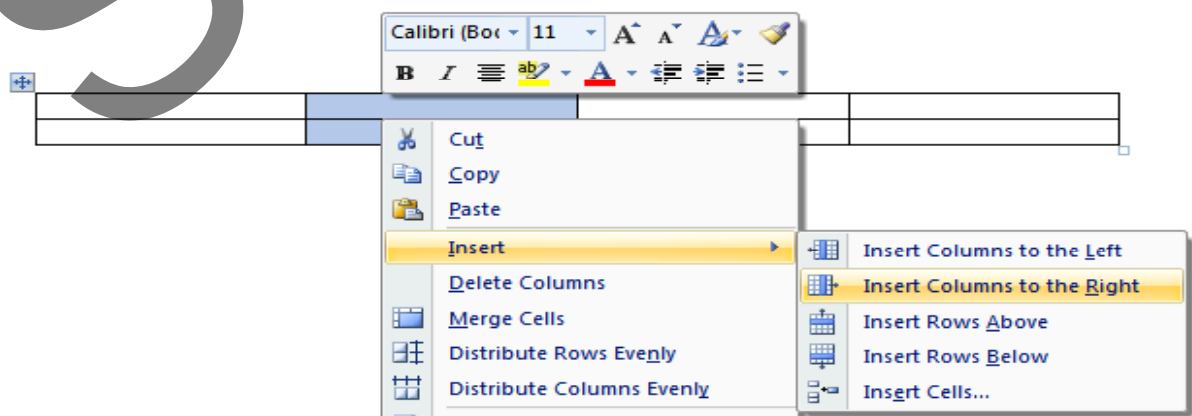 Calibri (Boc 11 A A A
B I ab A
Cut
Copy
Paste
Insert
Delete Columns
Merge Cells
Distribute Rows Evenly
Distribute Columns Evenly
Insert Columns to the Left
Insert Columns to the Right
Insert Rows Above
Insert Rows Below
Insert Cells...